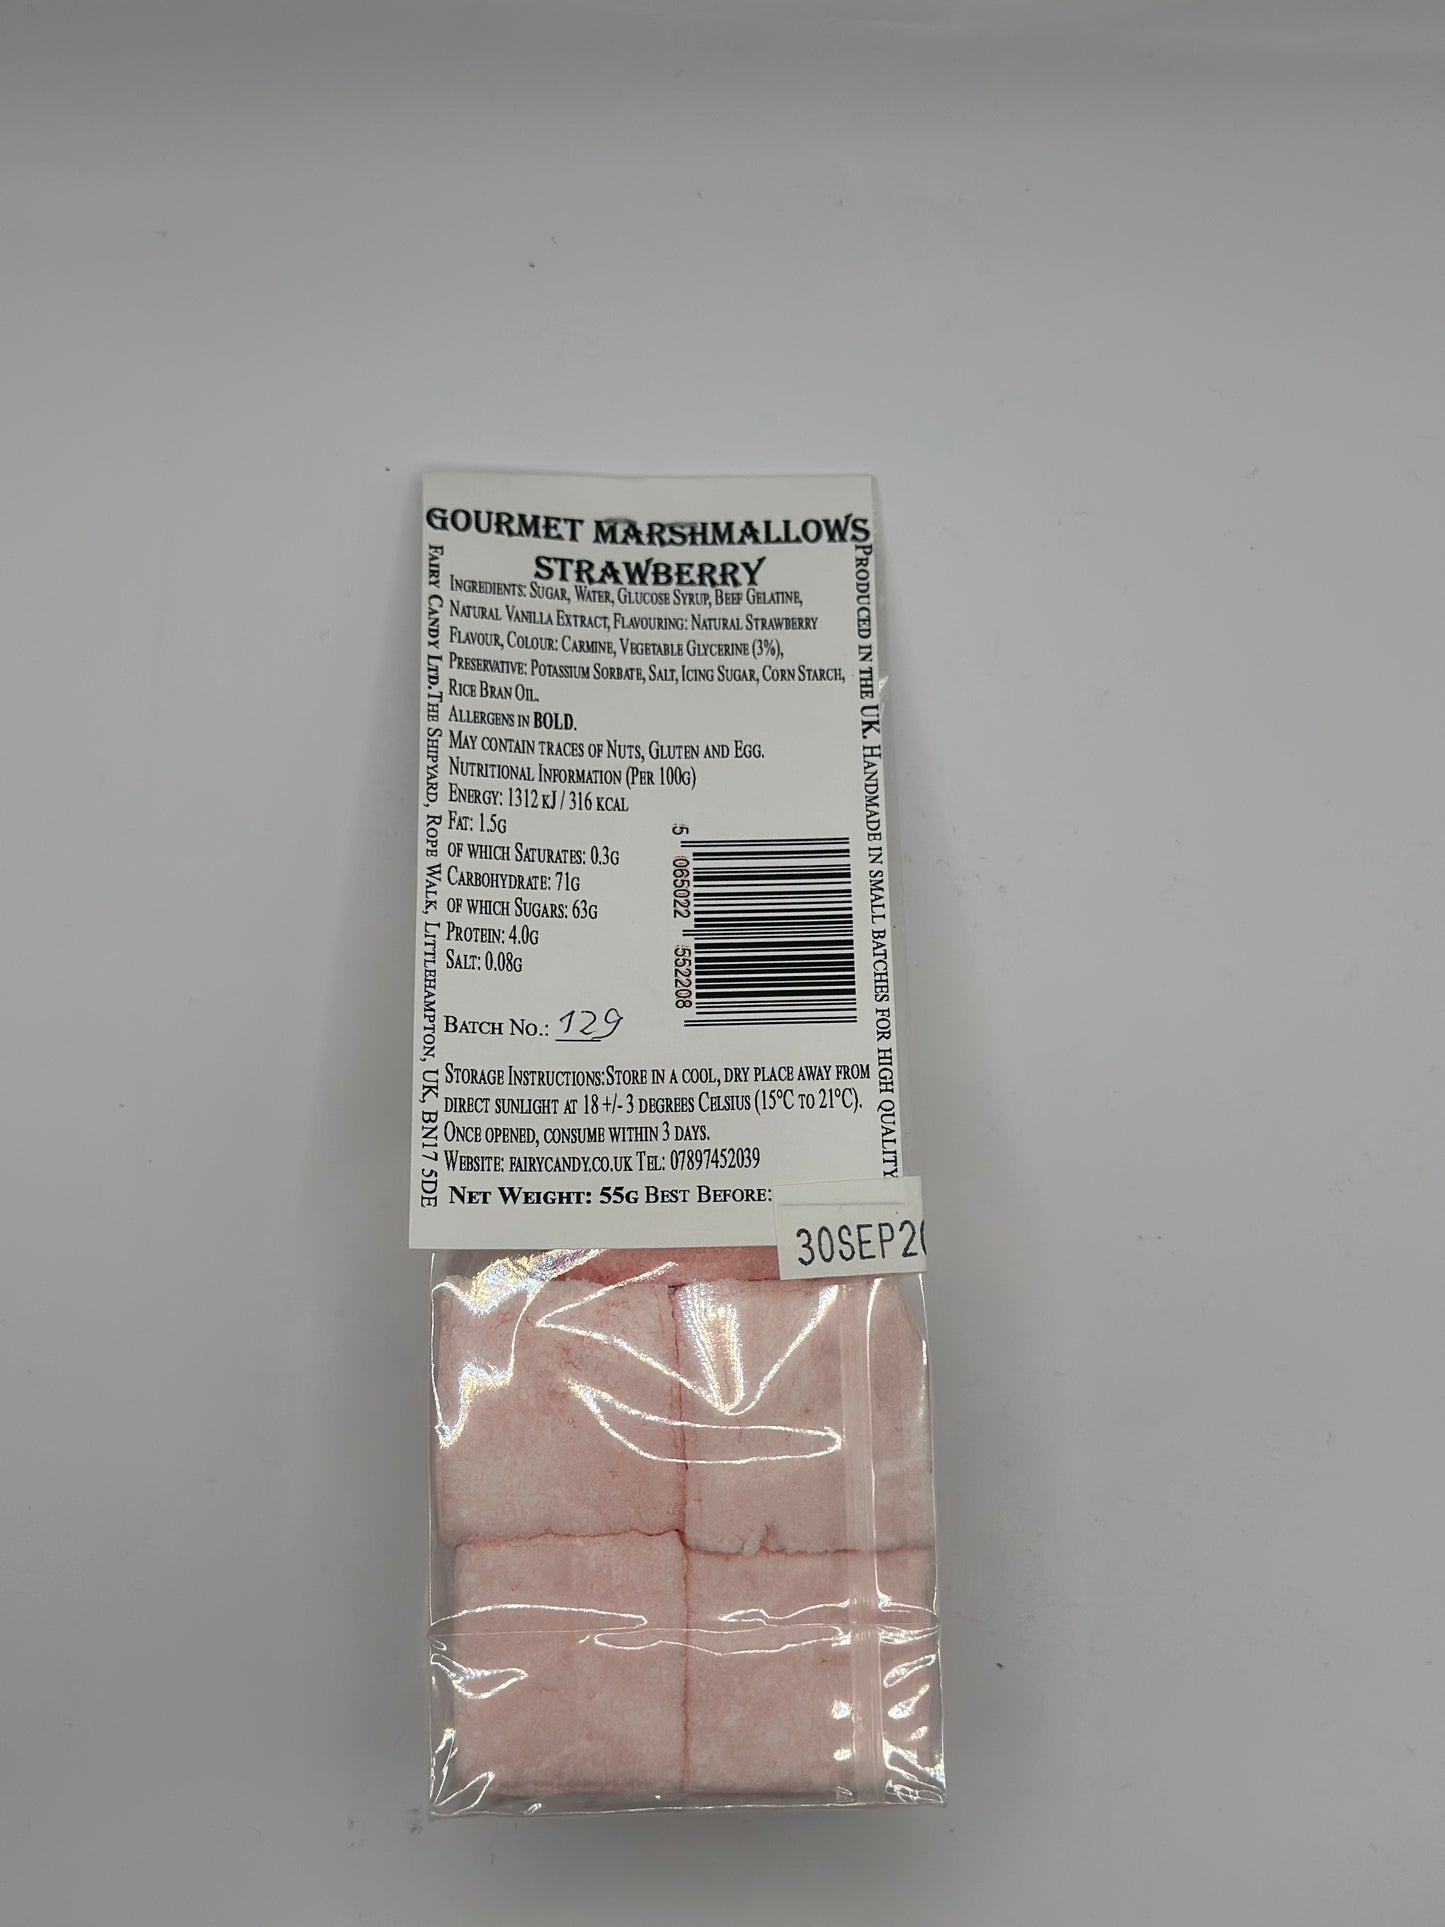 GOURMET MARSHMALLOWS
STRAWBERRY
INGREDIENTS: SUGAR, WATER, GLUCOSE SYRUP, BEEF GELATINE,
NATURAL VANILLA EXTRACT, FLAVOURING: NATURAL STRAWBERRY
FLAVOUR, COLOUR: CARMINE, VEGETABLE GLYCERINE (3%),
PRESERVATIVE: POTASSIUM SORBATE, SALT, ICING SUGAR, CORN STARCH,
RICE BRAN OIL.
ALLERGENS IN BOLD.
MAY CONTAIN TRACES OF NUTS, GLUTEN AND EGG.
NUTRITIONAL INFORMATION (PER 100G)
ENERGY: 1312 KJ / 316 KCAL
FAT: 1.5G
OF WHICH SATURATES: 0.3G
CARBOHYDRATE: 71G
OF WHICH SUGARS: 63G
PROTEIN: 4.0G
SALT: 0.08G
5 065022 552208
BATCH NO.: 129
STORAGE INSTRUCTIONS:STORE IN A COOL, DRY PLACE AWAY FROM
DIRECT SUNLIGHT AT 18 +/- 3 DEGREES CELSIUS (15°C TO 21°C).
ONCE OPENED, CONSUME WITHIN 3 DAYS.
WEBSITE: FAIRYCANDY.CO.UK TEL: 07897452039
NET WEIGHT: 55G BEST BEFORE:
30SEP2
FAIRY CANDY LTD.THE SHIPYARD, ROPE WALK, LITTLEHAMPTON, UK, BN17 5DE
PRODUCED IN THE UK. HANDMADE IN SMALL BATCHES FOR HIGH QUALITY